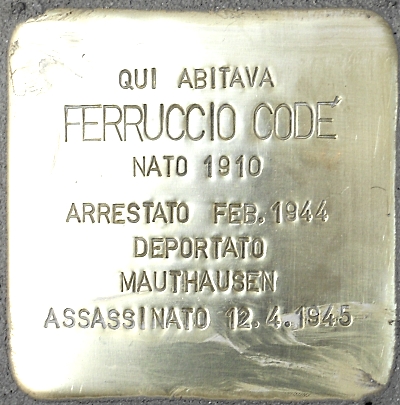 QUI ABITAVA
FERRUCCIO CODÉ
NATO 1910
ARRESTATO FEB. 1944
DEPORTATO
MAUTHAUSEN
ASSASSINATO 12.4.1945